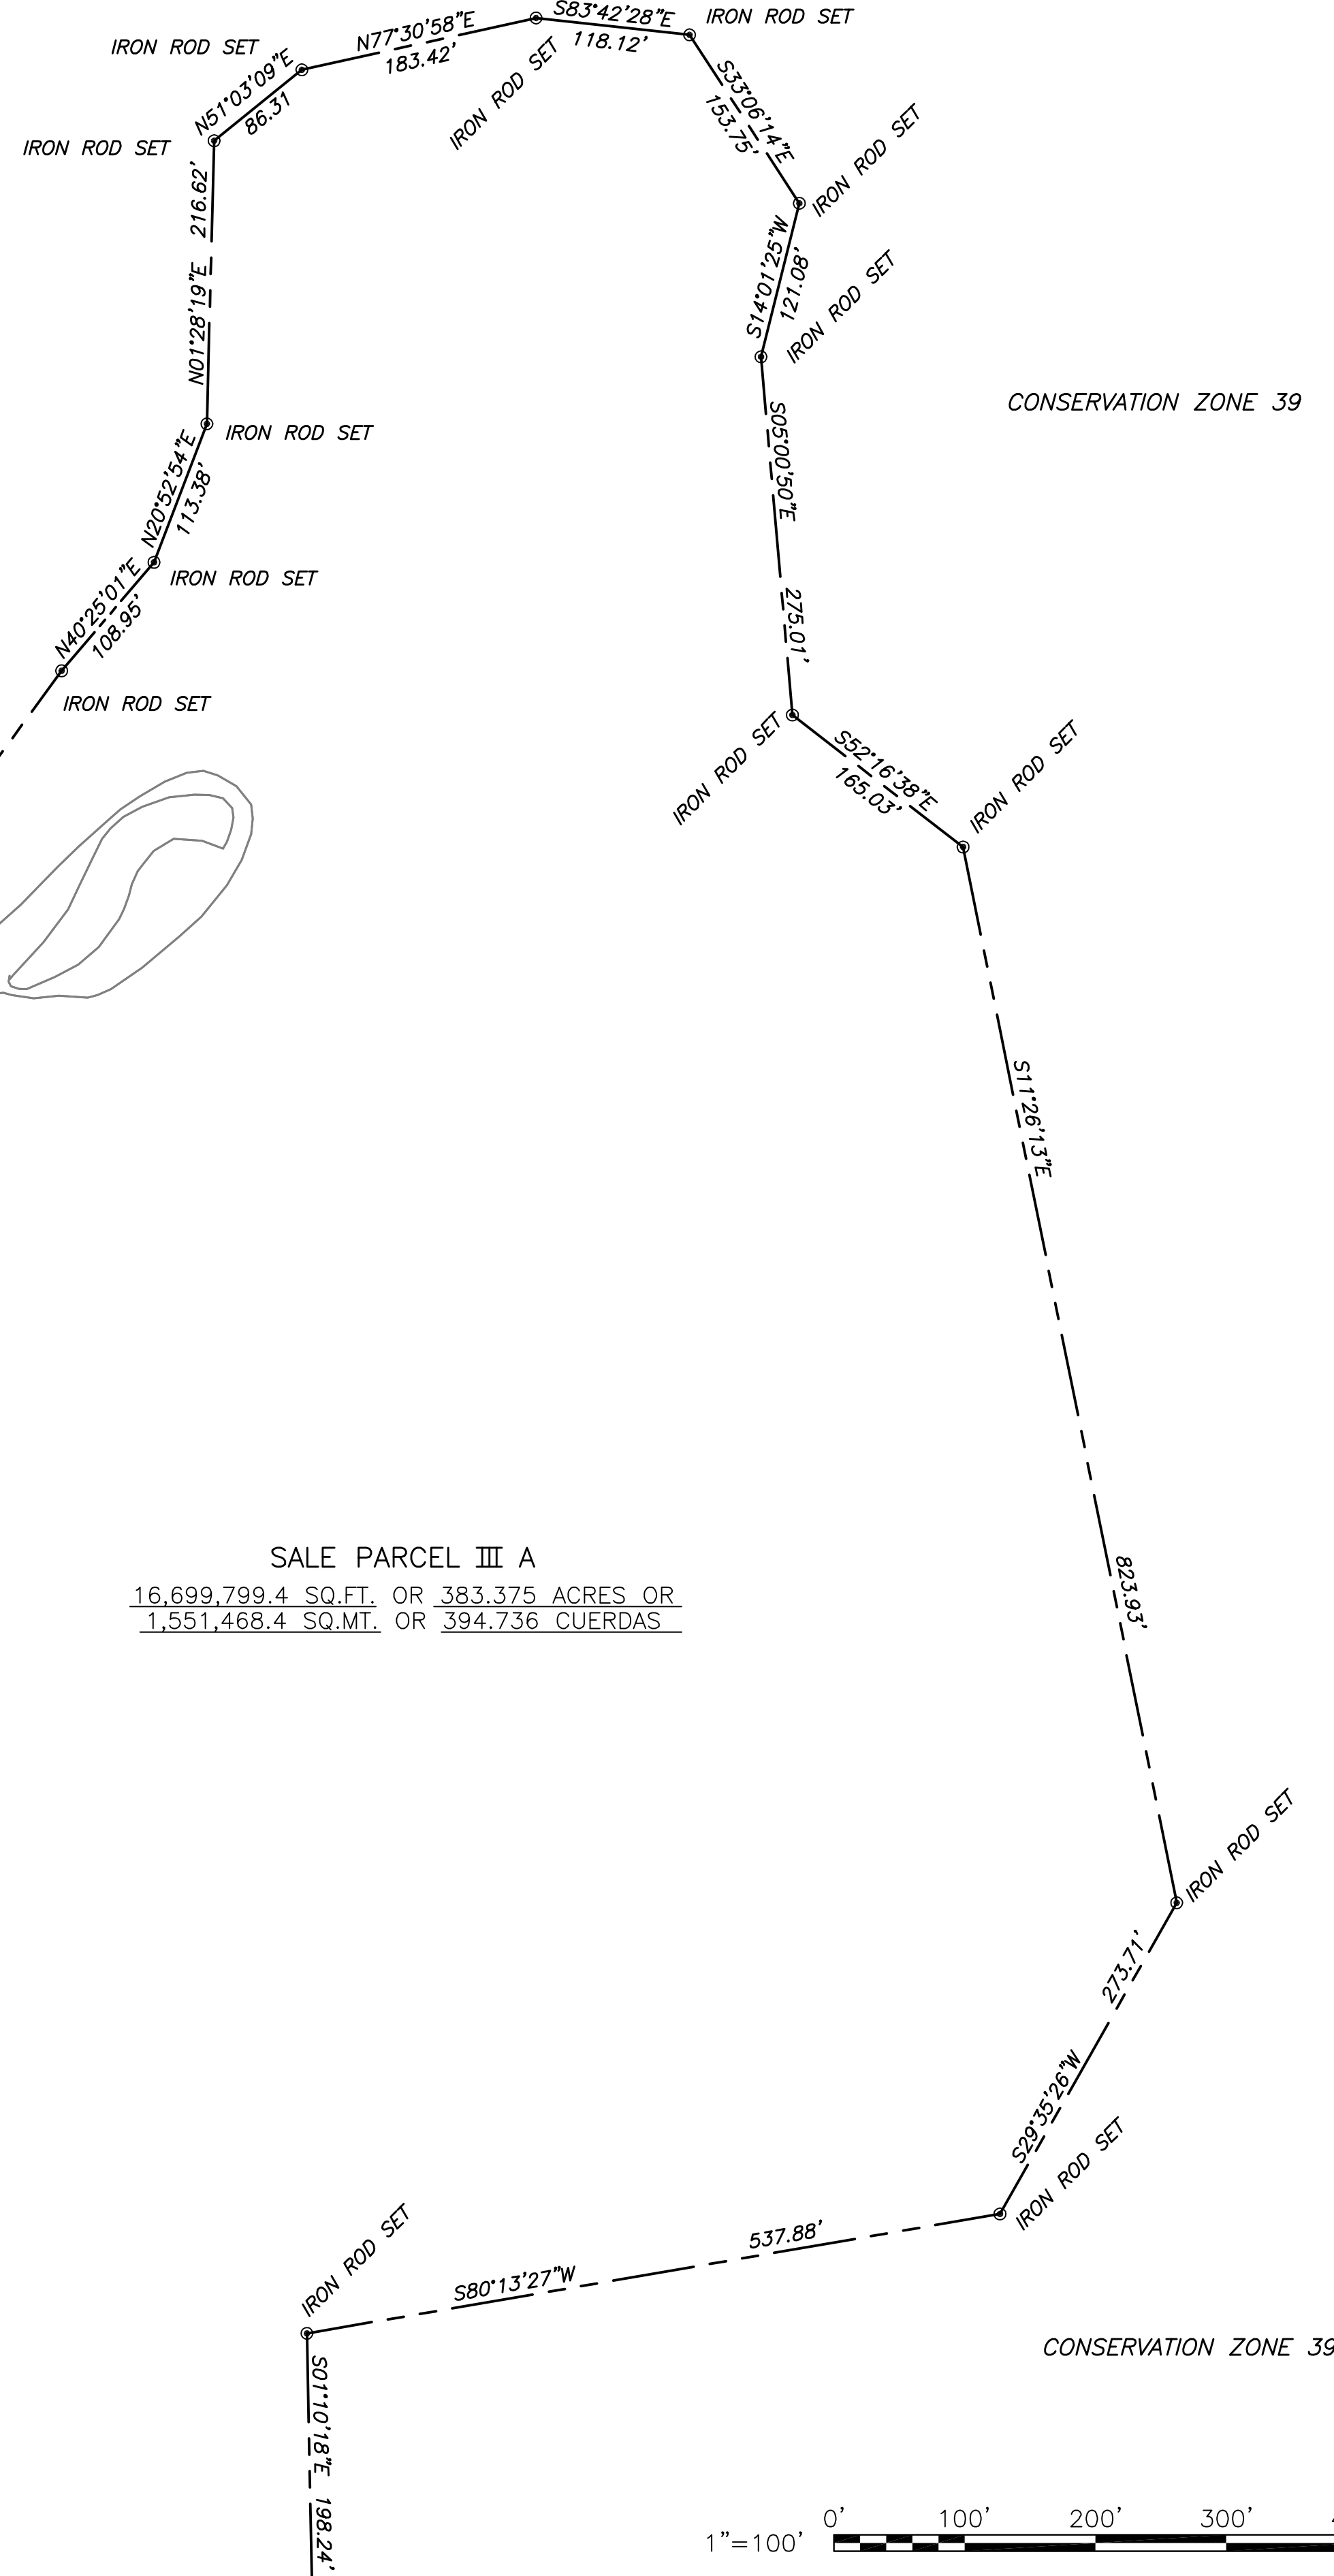 S83°42'28"E
118.12'
IRON ROD SET
N77°30'58"E
183.42'
IRON ROD SET
IRON ROD SET
N51°03'09"E
86.31
IRON ROD SET
S33°06'14"E
153.75'
IRON ROD SET
216.62'
N01°28'19"E
S14°01'25"W
121.08'
IRON ROD SET
CONSERVATION ZONE 39
IRON ROD SET
N20°52'54"E
113.38'
S05°00'50"E
275.01'
IRON ROD SET
N40°25'01"E
108.95'
IRON ROD SET
IRON ROD SET
S52°16'38"E
165.03'
IRON ROD SET
S11°26'13"E
823.93'
SALE PARCEL III A
16,699,799.4 SQ.FT. OR 383.375 ACRES OR
1,551,468.4 SQ.MT. OR 394.736 CUERDAS
IRON ROD SET
273.71'
S29°35'26"W
IRON ROD SET
537.88'
S80°13'27"W
IRON ROD SET
CONSERVATION ZONE 39
S01°10'18"E 198.24'
0' 100' 200' 300'
1"=100'